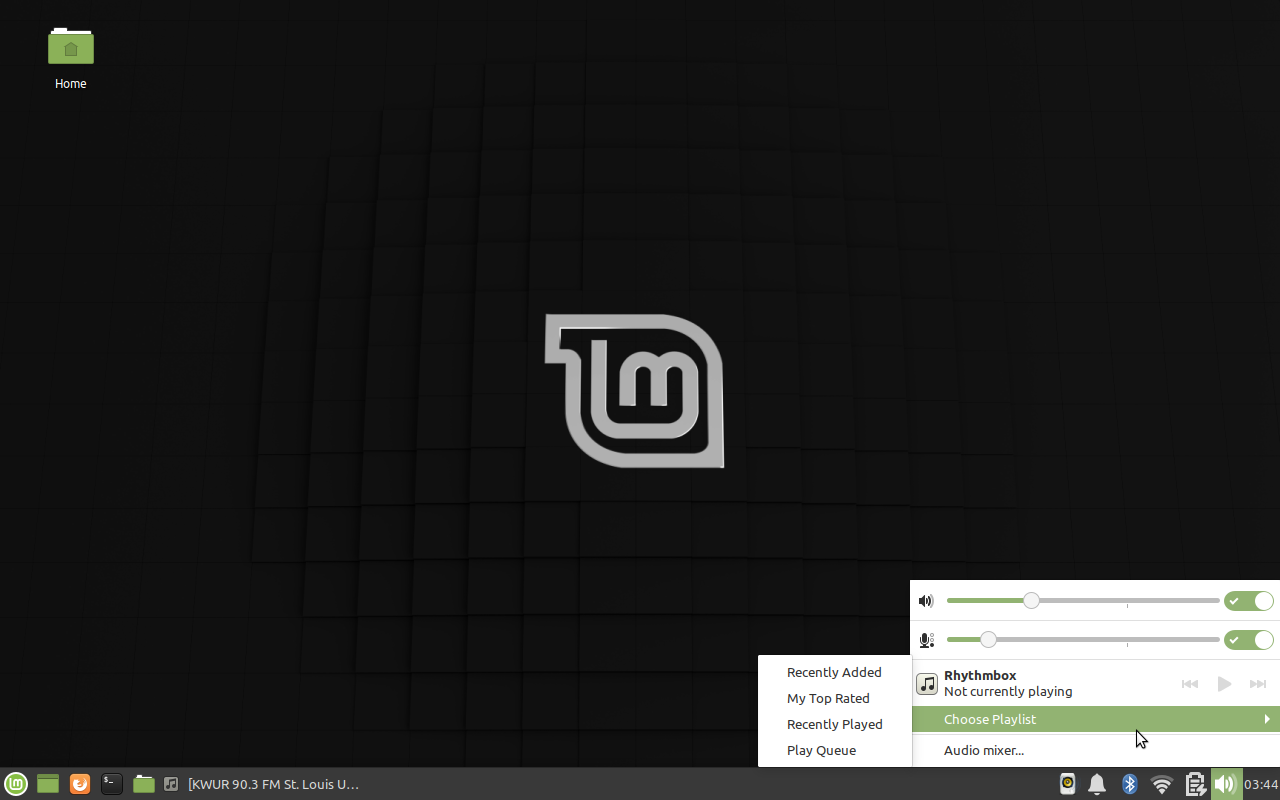 Home
Rhythmbox
Not currently playing
Choose Playlist
Audio mixer...
Recently Added
My Top Rated
Recently Played
Play Queue
[KWUR 90.3 FM St. Louis U...
03:44